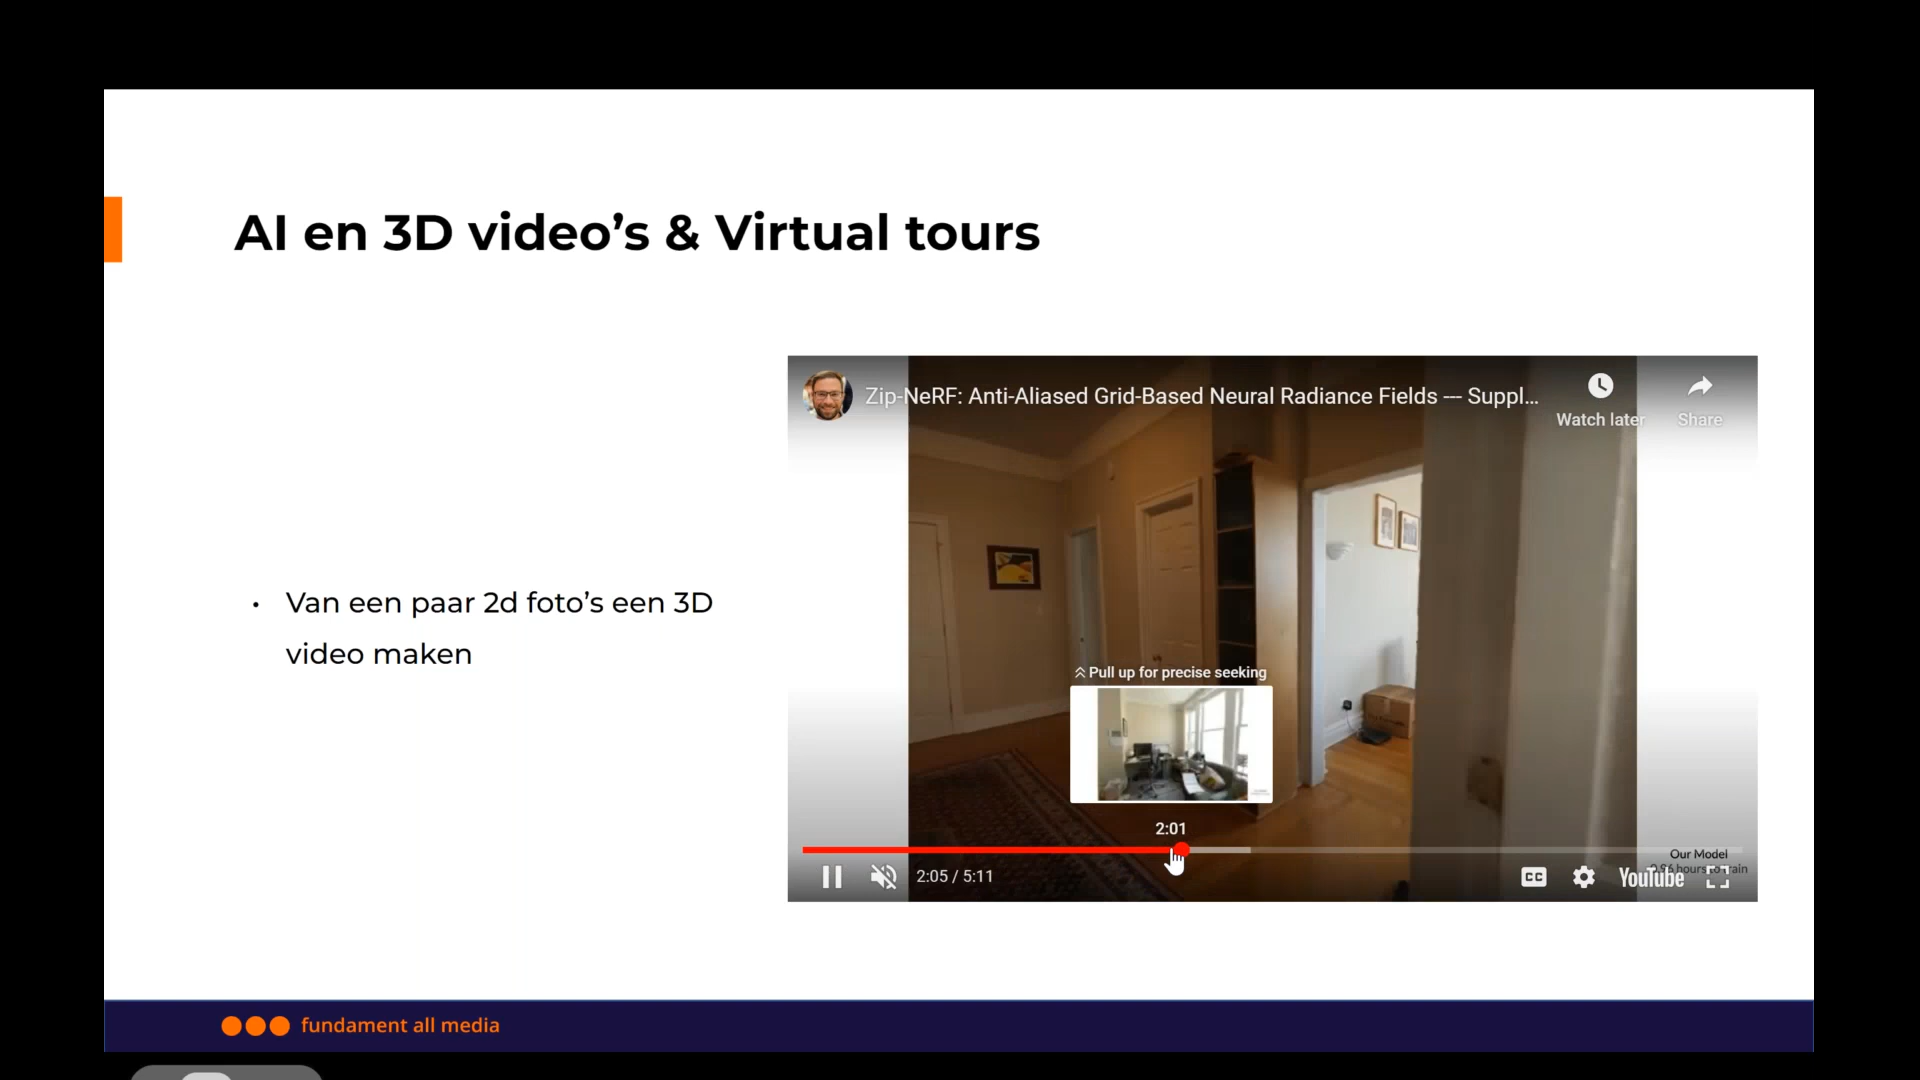 AI en 3D video’s & Virtual tours
• Van een paar 2d foto’s een 3D
video maken
Zip-NeRF: Anti-Aliased Grid-Based Neural Radiance Fields --- Suppl...
Watch later
Share
Pull up for precise seeking
2:01
Our Model
2:05 / 5:11
CC
YouTube
fundament all media